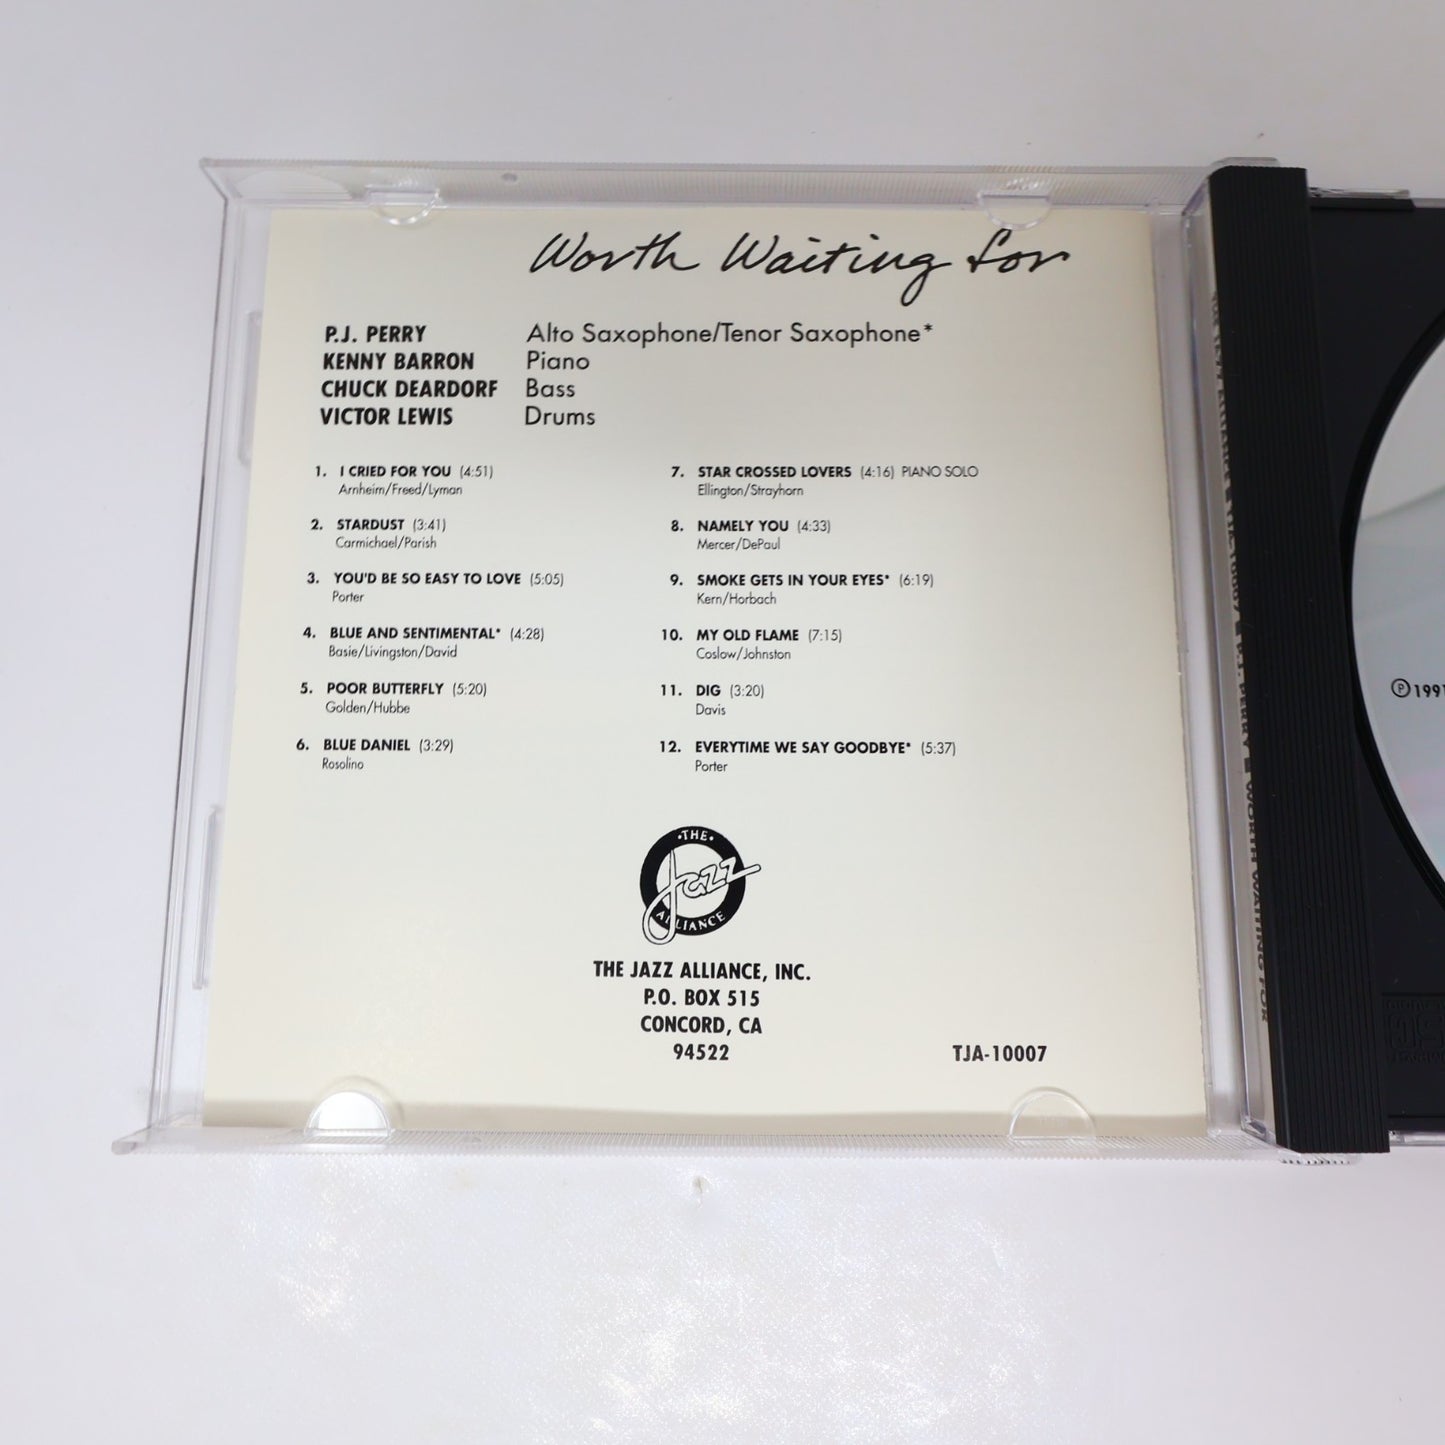 Worth Waiting for
P.J. PERRY Alto Saxophone/Tenor Saxophone*
KENNY BARRON Piano
CHUCK DEARDORF Bass
VICTOR LEWIS Drums
1. I CRIED FOR YOU (4:51)
Arnheim/Freed/Lyman
2. STARDUST (3:41)
Carmichael/Parish
3. YOU'D BE SO EASY TO LOVE (5:05)
Porter
4. BLUE AND SENTIMENTAL* (4:28)
Basie/Livingston/David
5. POOR BUTTERFLY (5:20)
Golden/Hubbe
6. BLUE DANIEL (3:29)
Rosolino
7. STAR CROSSED LOVERS (4:16) PIANO SOLO
Ellington/Strayhorn
8. NAMELY YOU (4:33)
Mercer/DePaul
9. SMOKE GETS IN YOUR EYES* (6:19)
Kern/Horbach
10. MY OLD FLAME (7:15)
Coslow/Johnston
11. DIG (3:20)
Davis
12. EVERYTIME WE SAY GOODBYE* (5:37)
Porter
•THE•
Jazz
ALLIANCE
THE JAZZ ALLIANCE, INC.
P.O. BOX 515
CONCORD, CA
94522
TJA-10007
P.J. PERRY
WORTH WAITING FOR
℗ 1991